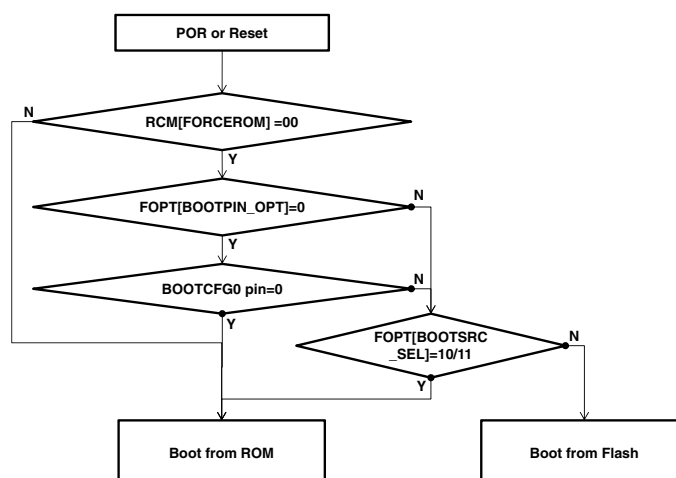 POR or Reset
N
RCM[FORCEROM] =00
Y
N
FOPT[BOOTPIN_OPT]=0
Y
N
BOOTCFG0 pin=0
Y
FOPT[BOOTSRC
_SEL]=10/11
N
Y
Boot from ROM
Boot from Flash